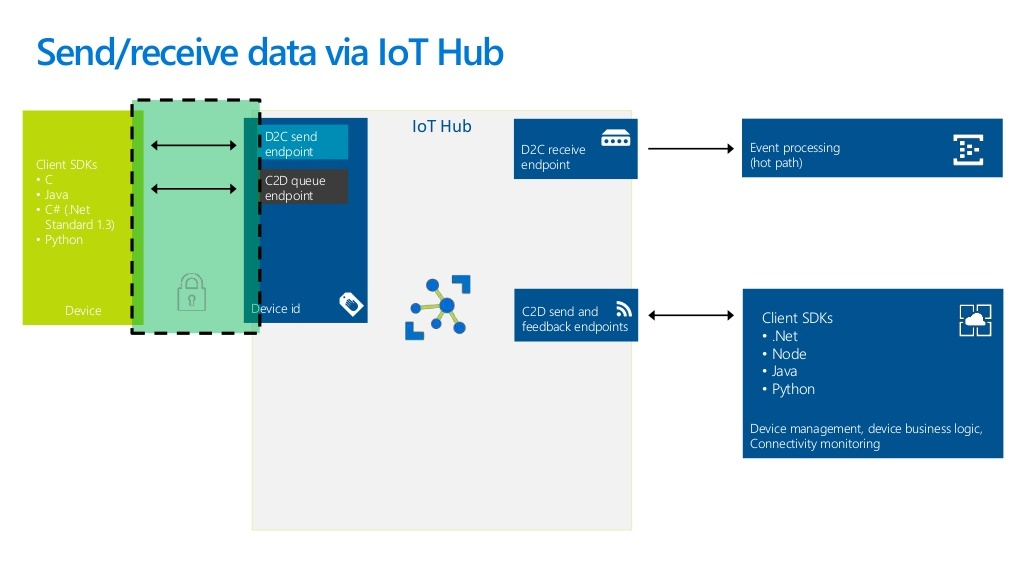 Send/receive data via IoT Hub
Client SDKs
• C
• Java
• C# (.Net
Standard 1.3)
• Python
Device
D2C send
endpoint
C2D queue
endpoint
Device id
IoT Hub
D2C receive
endpoint
C2D send and
feedback endpoints
Event processing
(hot path)
Client SDKs
• .Net
• Node
• Java
• Python
Device management, device business logic,
Connectivity monitoring